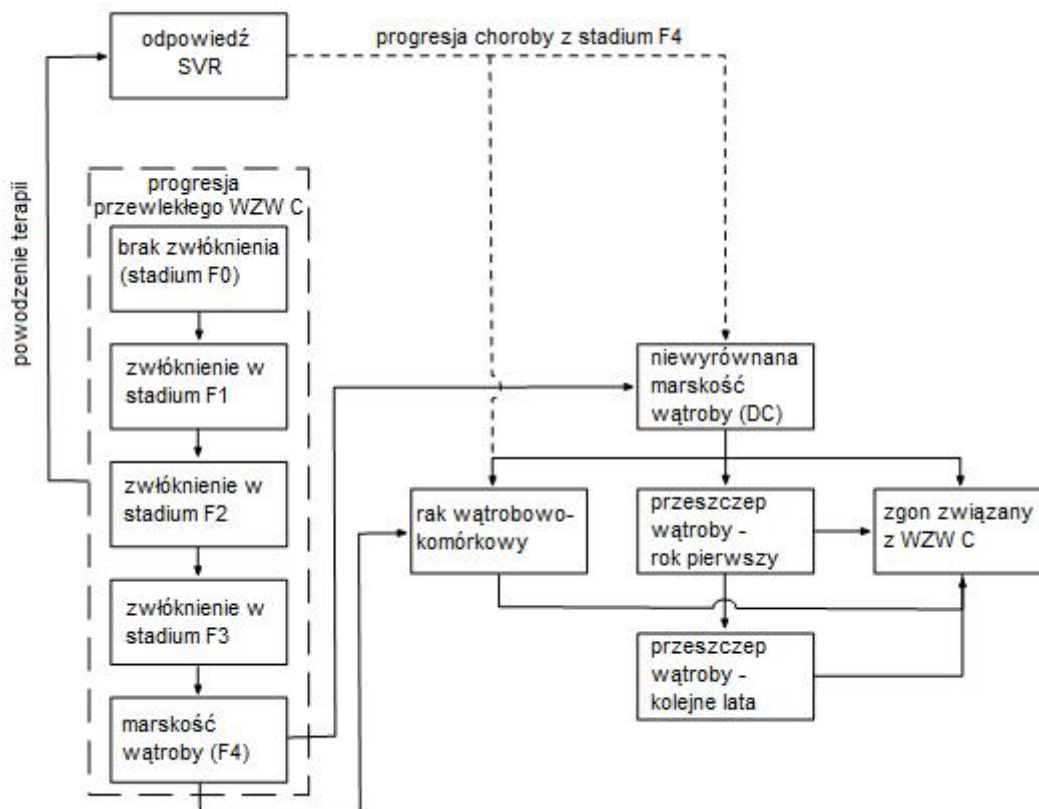 odpowiedź
SVR
progresja choroby z stadium F4
powodzenie terapii
progresja
przewlekłego WZW C
brak zwłóknienia
(stadium F0)
zwłóknienie w
stadium F1
zwłóknienie w
stadium F2
zwłóknienie w
stadium F3
marskość
wątroby (F4)
niewyrównana
marskość
wątroby (DC)
rak wątrobowo-
komórkowy
przeszczep
wątroby -
rok pierwszy
zgon związany
z WZW C
przeszczep
wątroby -
kolejne lata